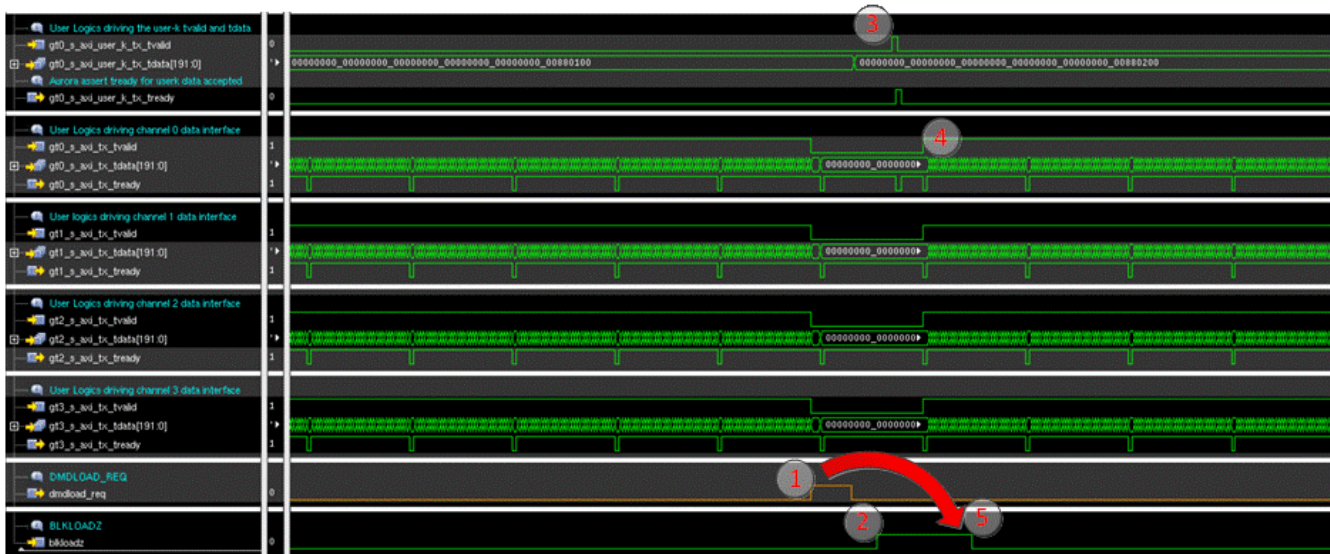 User Logics driving the user-k tvalid and tdata
gt0_s_axi_user_k_tx_tvalid 0
gt0_s_axi_user_k_tx_tdata[191:0] 00000000_00000000_00000000_00000000_00000000_00880100 00000000_00000000_00000000_00000000_00000000_00880200
Aurora assert tready for userk data accepted
gt0_s_axi_user_k_tx_tready 0
3
User Logics driving channel 0 data interface
gt0_s_axi_tx_tvalid 1
4
gt0_s_axi_tx_tdata[191:0] 00000000_0000000
gt0_s_axi_tx_tready 1
User logics driving channel 1 data interface
gt1_s_axi_tx_tvalid 1
gt1_s_axi_tx_tdata[191:0] 00000000_0000000
gt1_s_axi_tx_tready 1
User Logics driving channel 2 data interface
gt2_s_axi_tx_tvalid 1
gt2_s_axi_tx_tdata[191:0] 00000000_0000000
gt2_s_axi_tx_tready 1
User Logics driving channel 3 data interface
gt3_s_axi_tx_tvalid 1
gt3_s_axi_tx_tdata[191:0] 00000000_0000000
gt3_s_axi_tx_tready 1
DMDLOAD_REQ
dmdload_req 0
1
BLKLOADZ
2 5
blkloadz 0